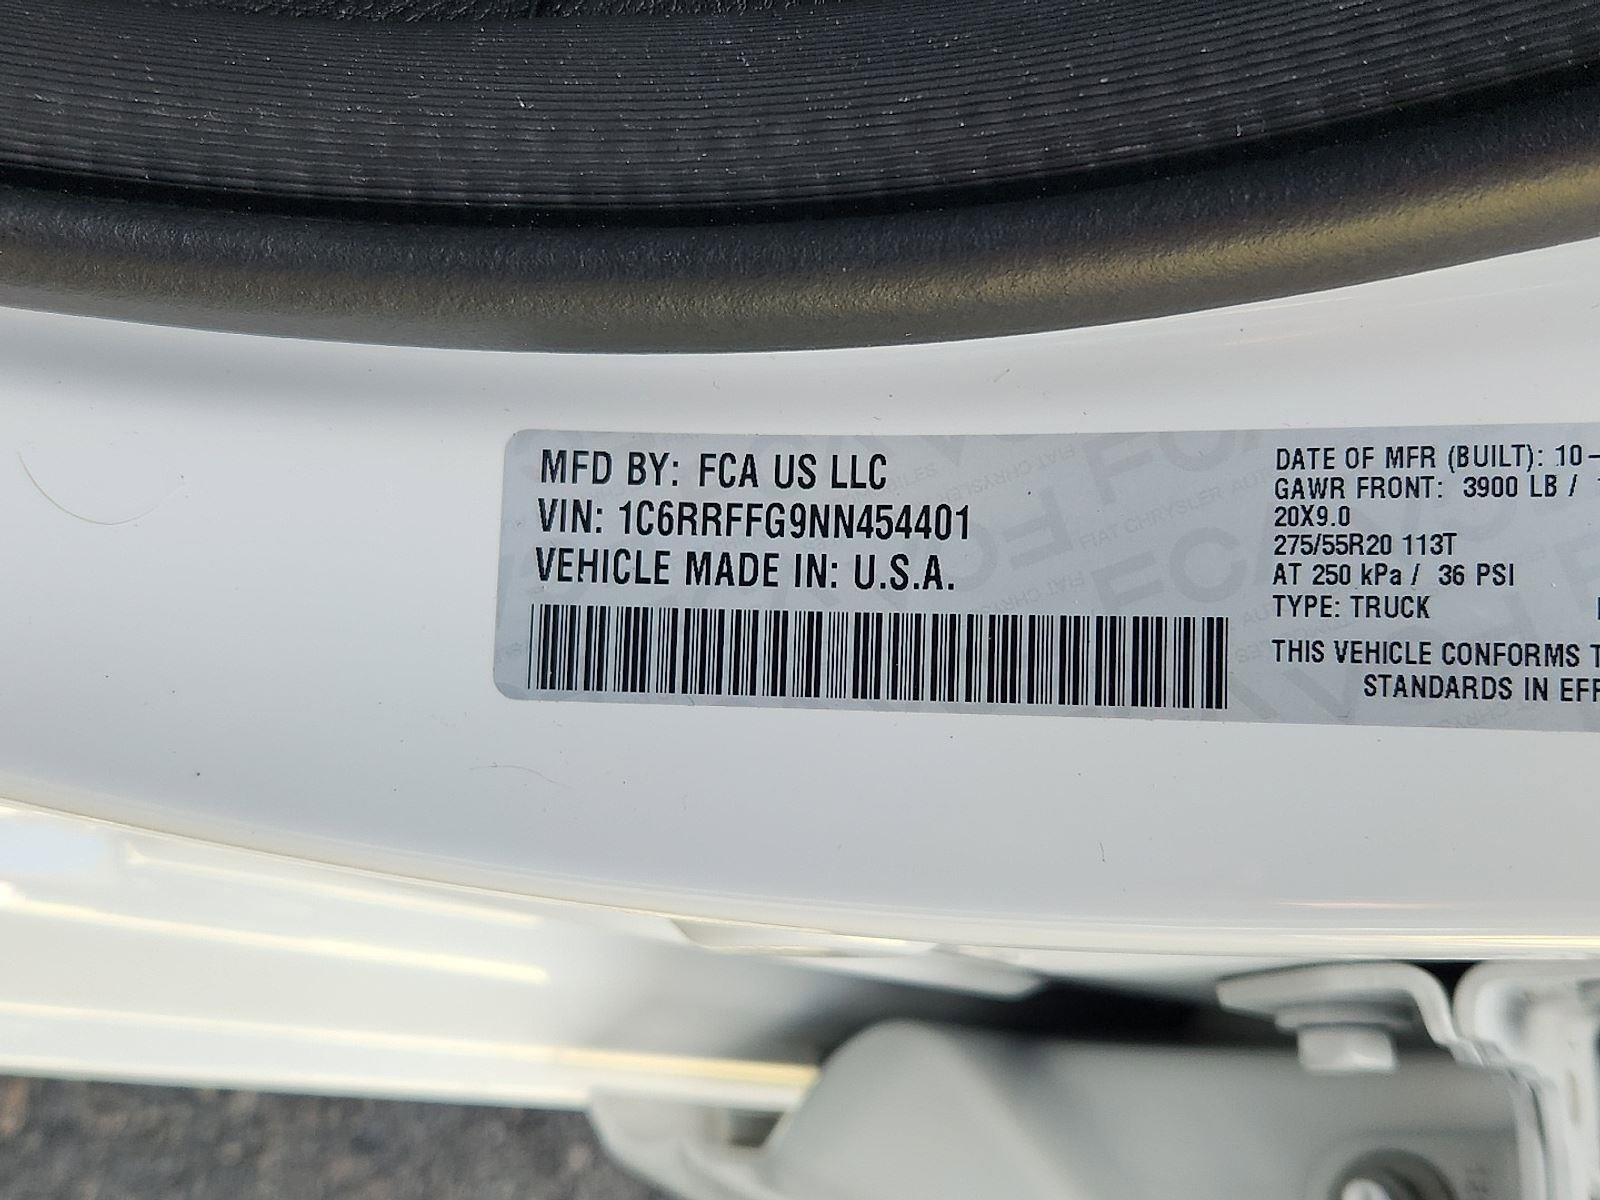 MFD BY: FCA US LLC
VIN: 1C6RRFFG9NN454401
VEHICLE MADE IN: U.S.A.
DATE OF MFR (BUILT): 10-
GAWR FRONT: 3900 LB /
20X9.0
275/55R20 113T
AT 250 kPa / 36 PSI
TYPE: TRUCK
THIS VEHICLE CONFORMS
STANDARDS IN